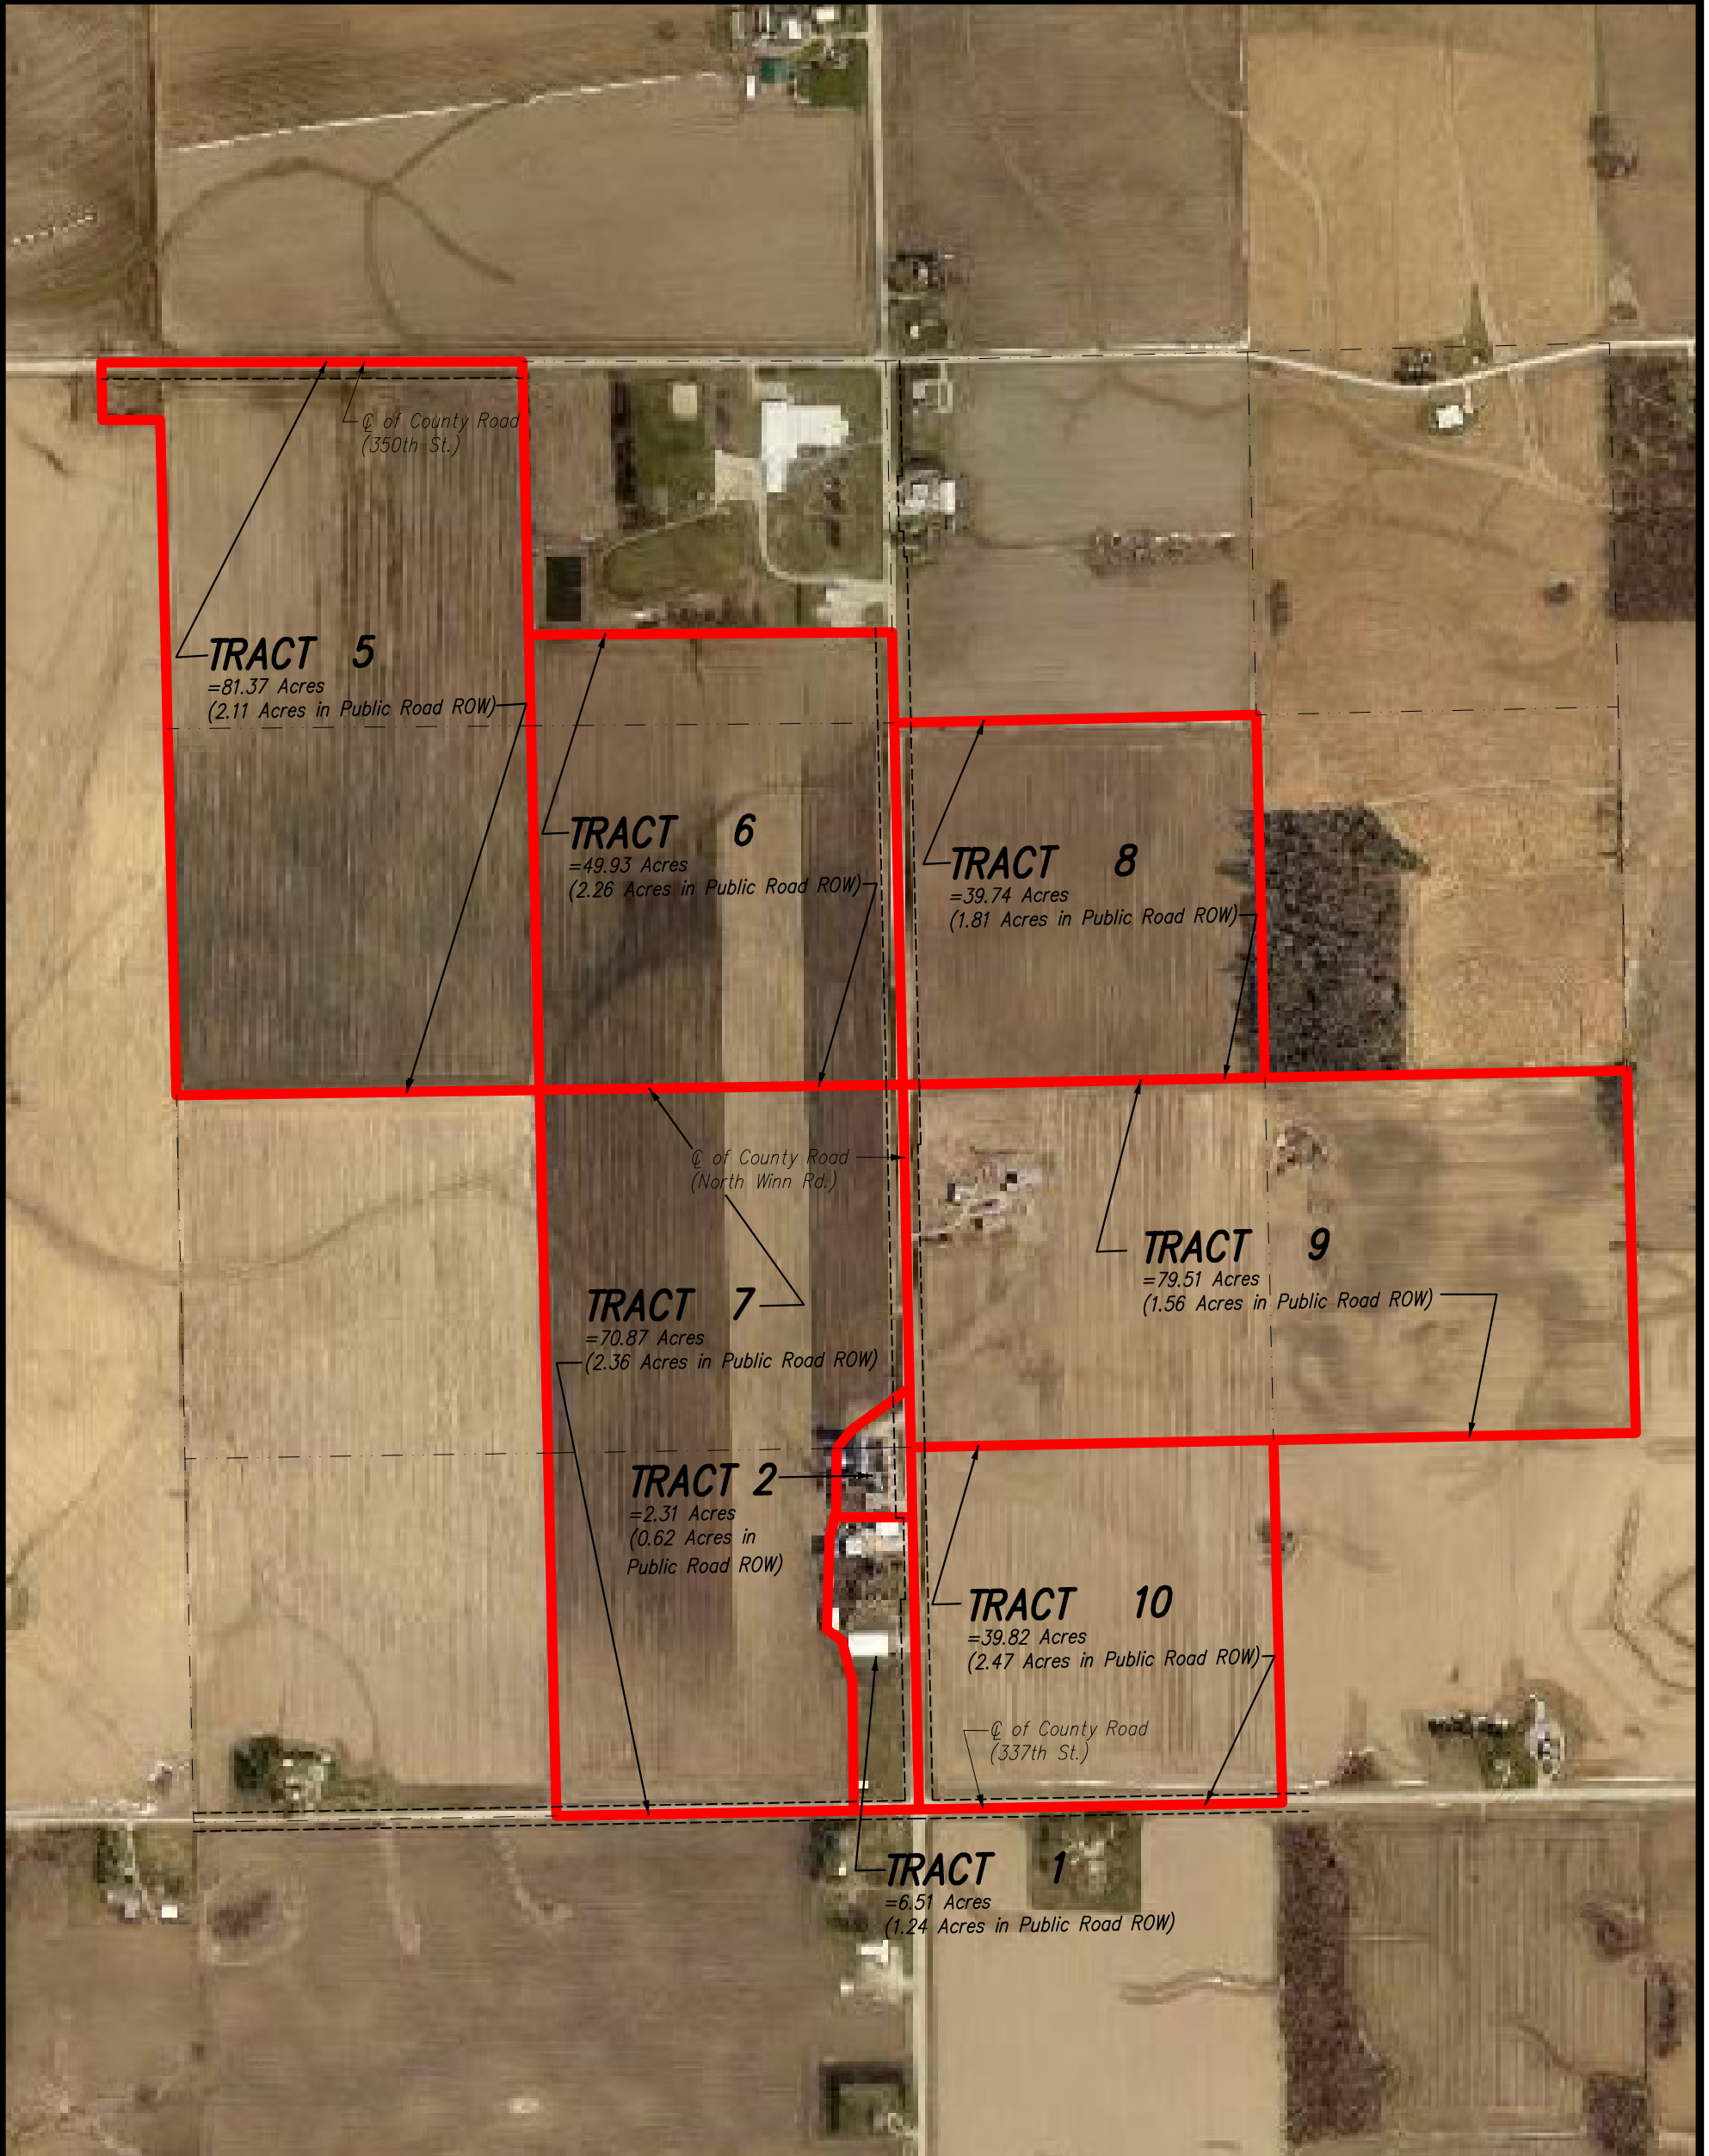 ℄ of County Road
(350th St.)
TRACT 5
=81.37 Acres
(2.11 Acres in Public Road ROW)
TRACT 6
=49.93 Acres
(2.26 Acres in Public Road ROW)
TRACT 8
=39.74 Acres
(1.81 Acres in Public Road ROW)
℄ of County Road
(North Winn Rd.)
TRACT 9
=79.51 Acres
(1.56 Acres in Public Road ROW)
TRACT 7
=70.87 Acres
(2.36 Acres in Public Road ROW)
TRACT 2
=2.31 Acres
(0.62 Acres in
Public Road ROW)
TRACT 10
=39.82 Acres
(2.47 Acres in Public Road ROW)
℄ of County Road
(337th St.)
TRACT 1
=6.51 Acres
(1.24 Acres in Public Road ROW)